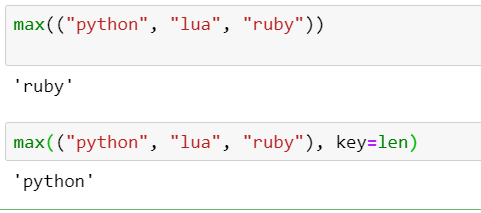 max(("python", "lua", "ruby"))
'ruby'
max(("python", "lua", "ruby"), key=len)
'python'